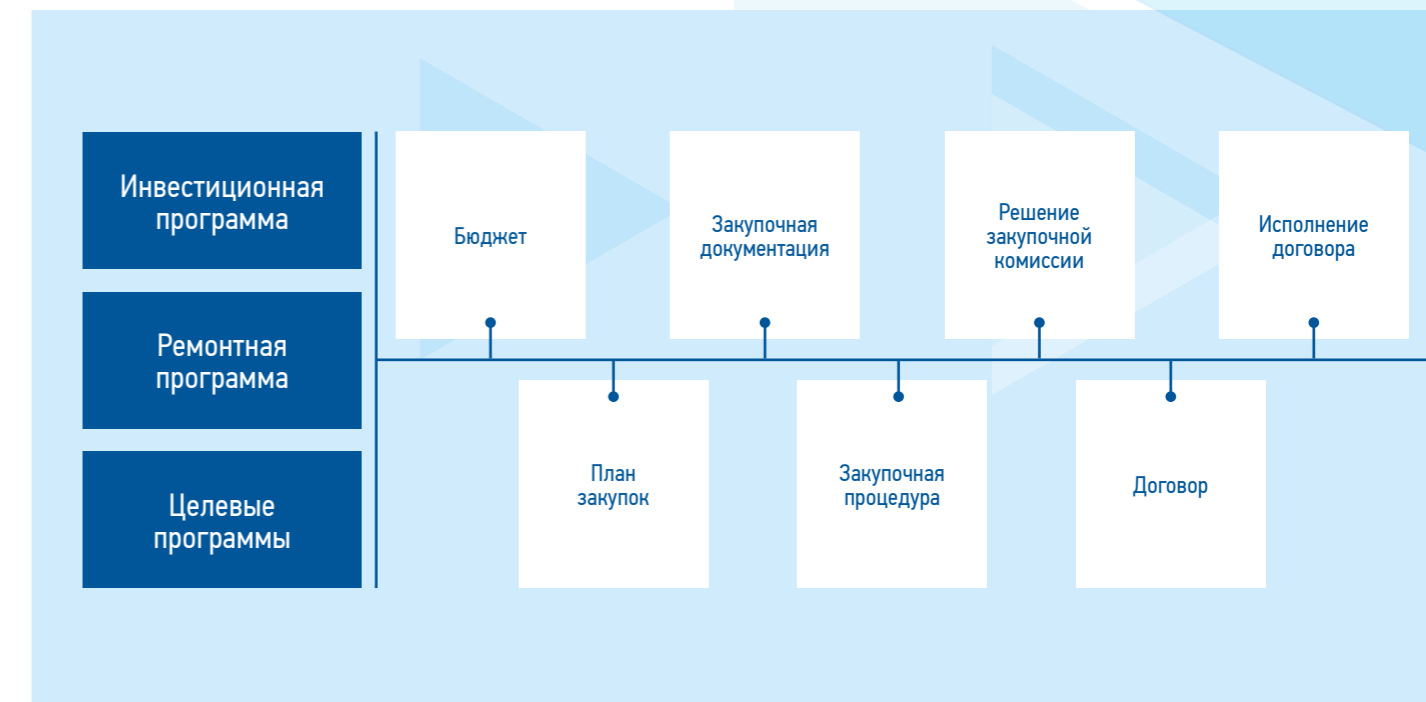 Инвестиционная
программа
Ремонтная
программа
Целевые
программы
Бюджет
План
закупок
Закупочная
документация
Закупочная
процедура
Решение
закупочной
комиссии
Договор
Исполнение
договора